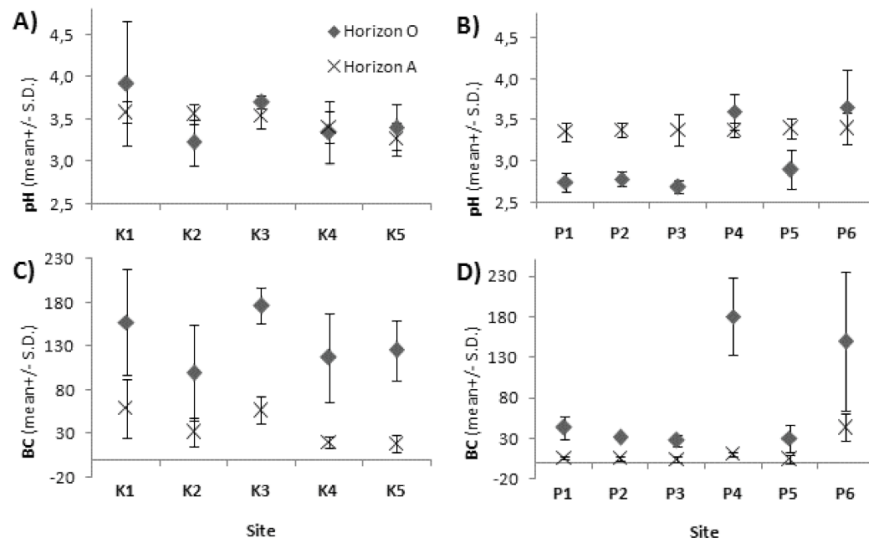 A)
pH (mean+/- S.D.)
4,5
4,0
3,5
3,0
2,5
Horizon O
Horizon A
K1 K2 K3 K4 K5
B)
pH (mean+/- S.D.)
4,5
4,0
3,5
3,0
2,5
P1 P2 P3 P4 P5 P6
C)
BC (mean+/- S.D.)
230
180
130
80
30
-20
K1 K2 K3 K4 K5
Site
D)
BC (mean+/- S.D.)
230
180
130
80
30
-20
P1 P2 P3 P4 P5 P6
Site